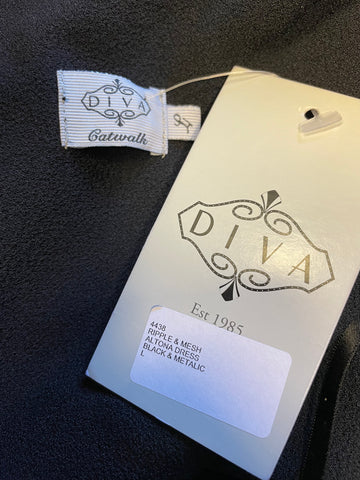 DIVA
Catwalk
L
DIVA
Est 1985
4438
RIPPLE & MESH
ALTONA DRESS
BLACK & METALIC
L